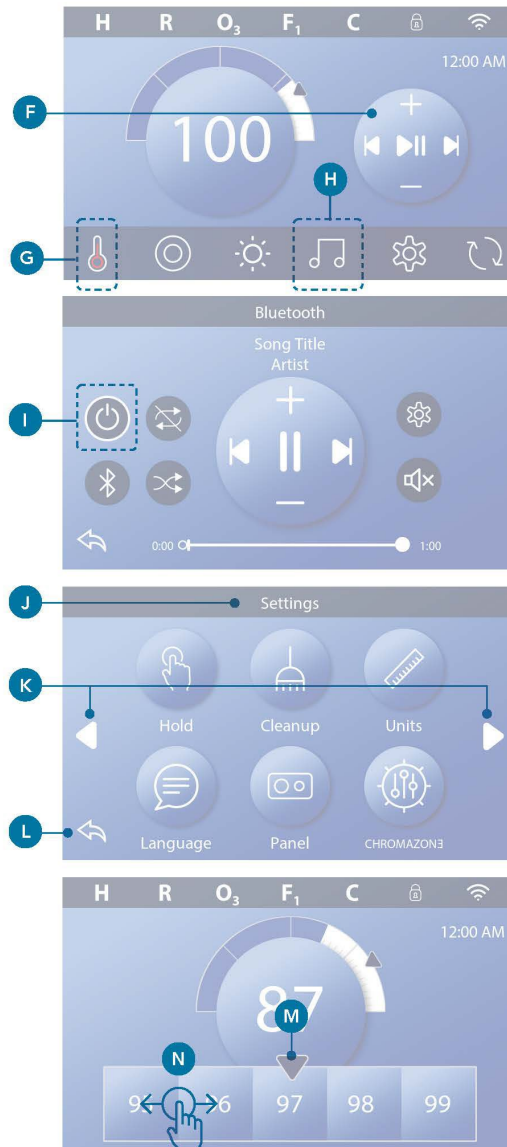 H R O₃ F₁ C
12:00 AM
F
100
H
G
Bluetooth
Song Title
Artist
I
0:00 1:00
J
Settings
K
Hold Cleanup Units
L
Language Panel CHROMAZONƎ
H R O₃ F₁ C
12:00 AM
87
M
N
97 98 99